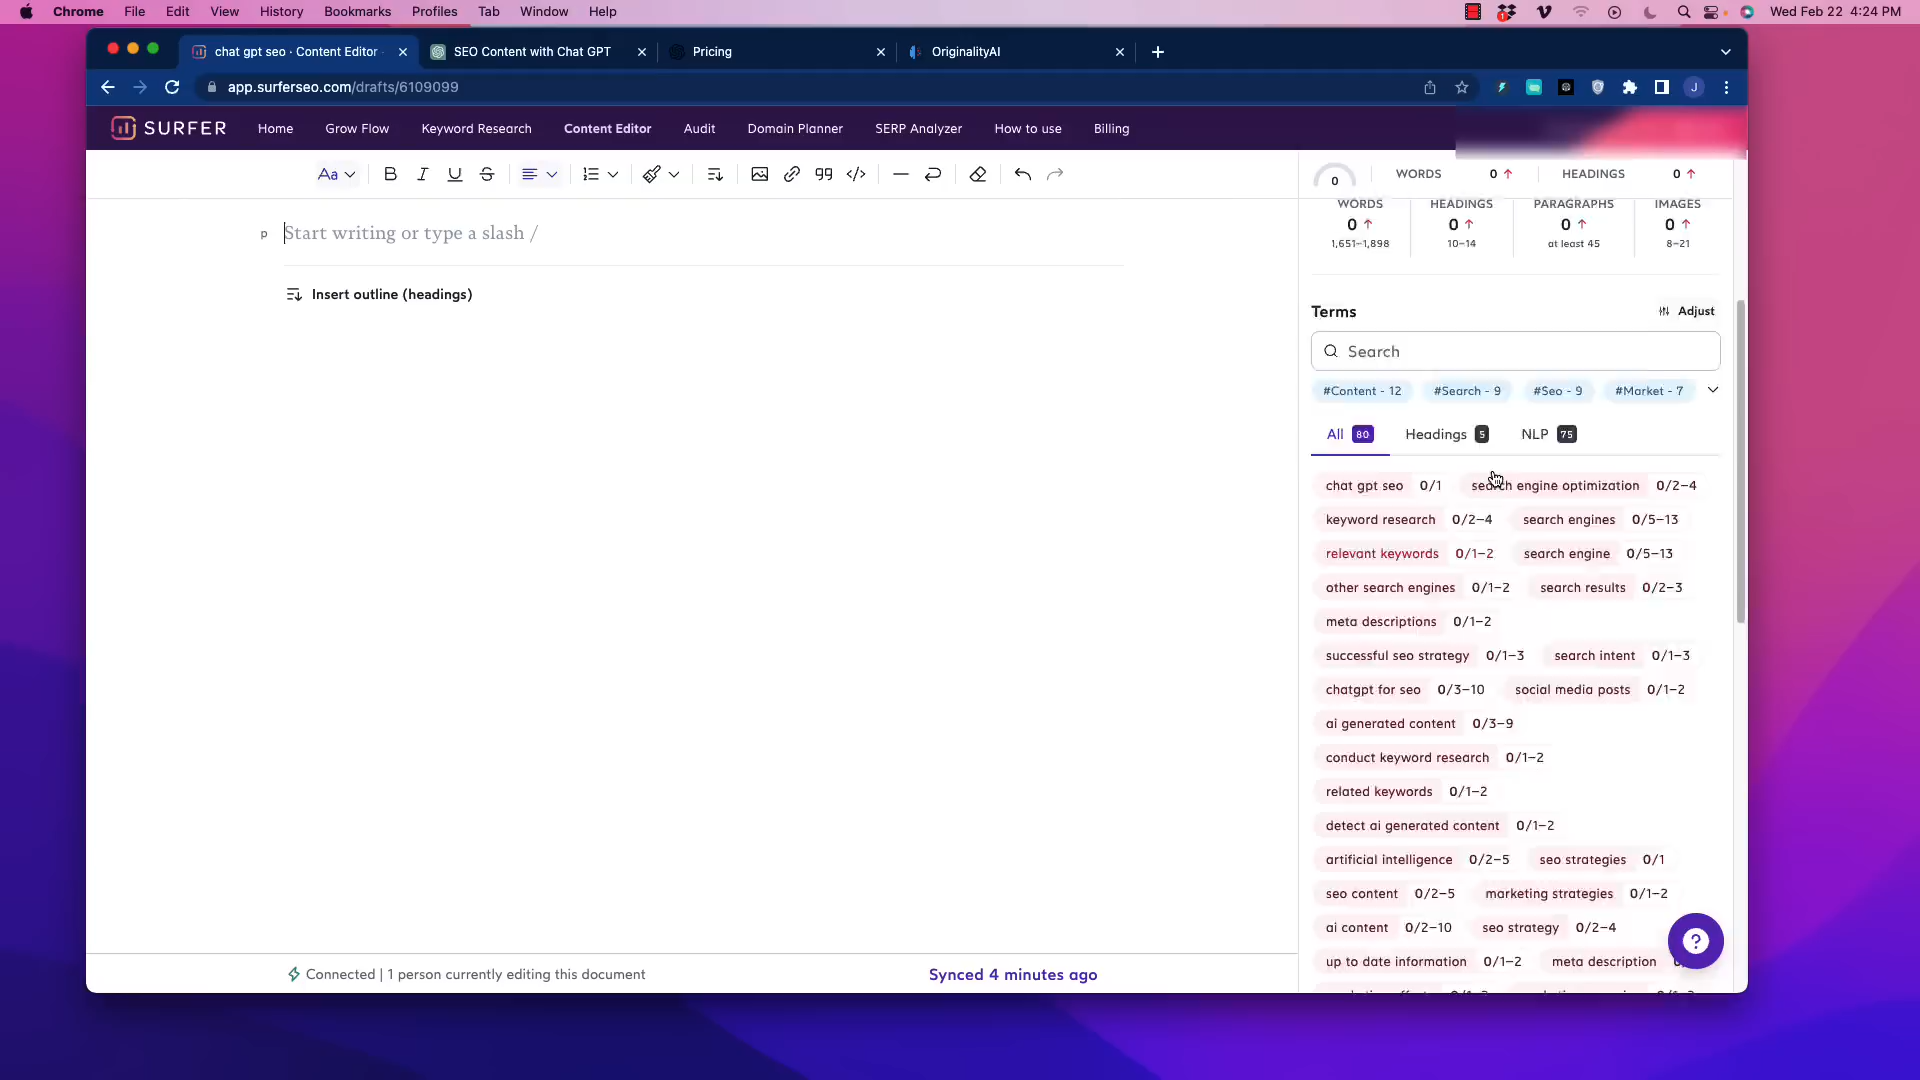 Chrome File Edit View History Bookmarks Profiles Tab Window Help 1 Wed Feb 22 4:24 PM
chat gpt seo · Content Editor SEO Content with Chat GPT Pricing OriginalityAI
app.surferseo.com/drafts/6109099 J
SURFER Home Grow Flow Keyword Research Content Editor Audit Domain Planner SERP Analyzer How to use Billing
Aa B I U S
0 WORDS 0 ↑ HEADINGS 0 ↑
WORDS HEADINGS PARAGRAPHS IMAGES
0 ↑ 0 ↑ 0 ↑ 0 ↑
1,651–1,898 10–14 at least 45 8–21
p Start writing or type a slash /
Insert outline (headings)
Terms Adjust
Search
#Content - 12 #Search - 9 #Seo - 9 #Market - 7
All 80 Headings 5 NLP 75
chat gpt seo 0/1 search engine optimization 0/2–4
keyword research 0/2–4 search engines 0/5–13
relevant keywords 0/1–2 search engine 0/5–13
other search engines 0/1–2 search results 0/2–3
meta descriptions 0/1–2
successful seo strategy 0/1–3 search intent 0/1–3
chatgpt for seo 0/3–10 social media posts 0/1–2
ai generated content 0/3–9
conduct keyword research 0/1–2
related keywords 0/1–2
detect ai generated content 0/1–2
artificial intelligence 0/2–5 seo strategies 0/1
seo content 0/2–5 marketing strategies 0/1–2
ai content 0/2–10 seo strategy 0/2–4
up to date information 0/1–2 meta description
?
Connected | 1 person currently editing this document Synced 4 minutes ago